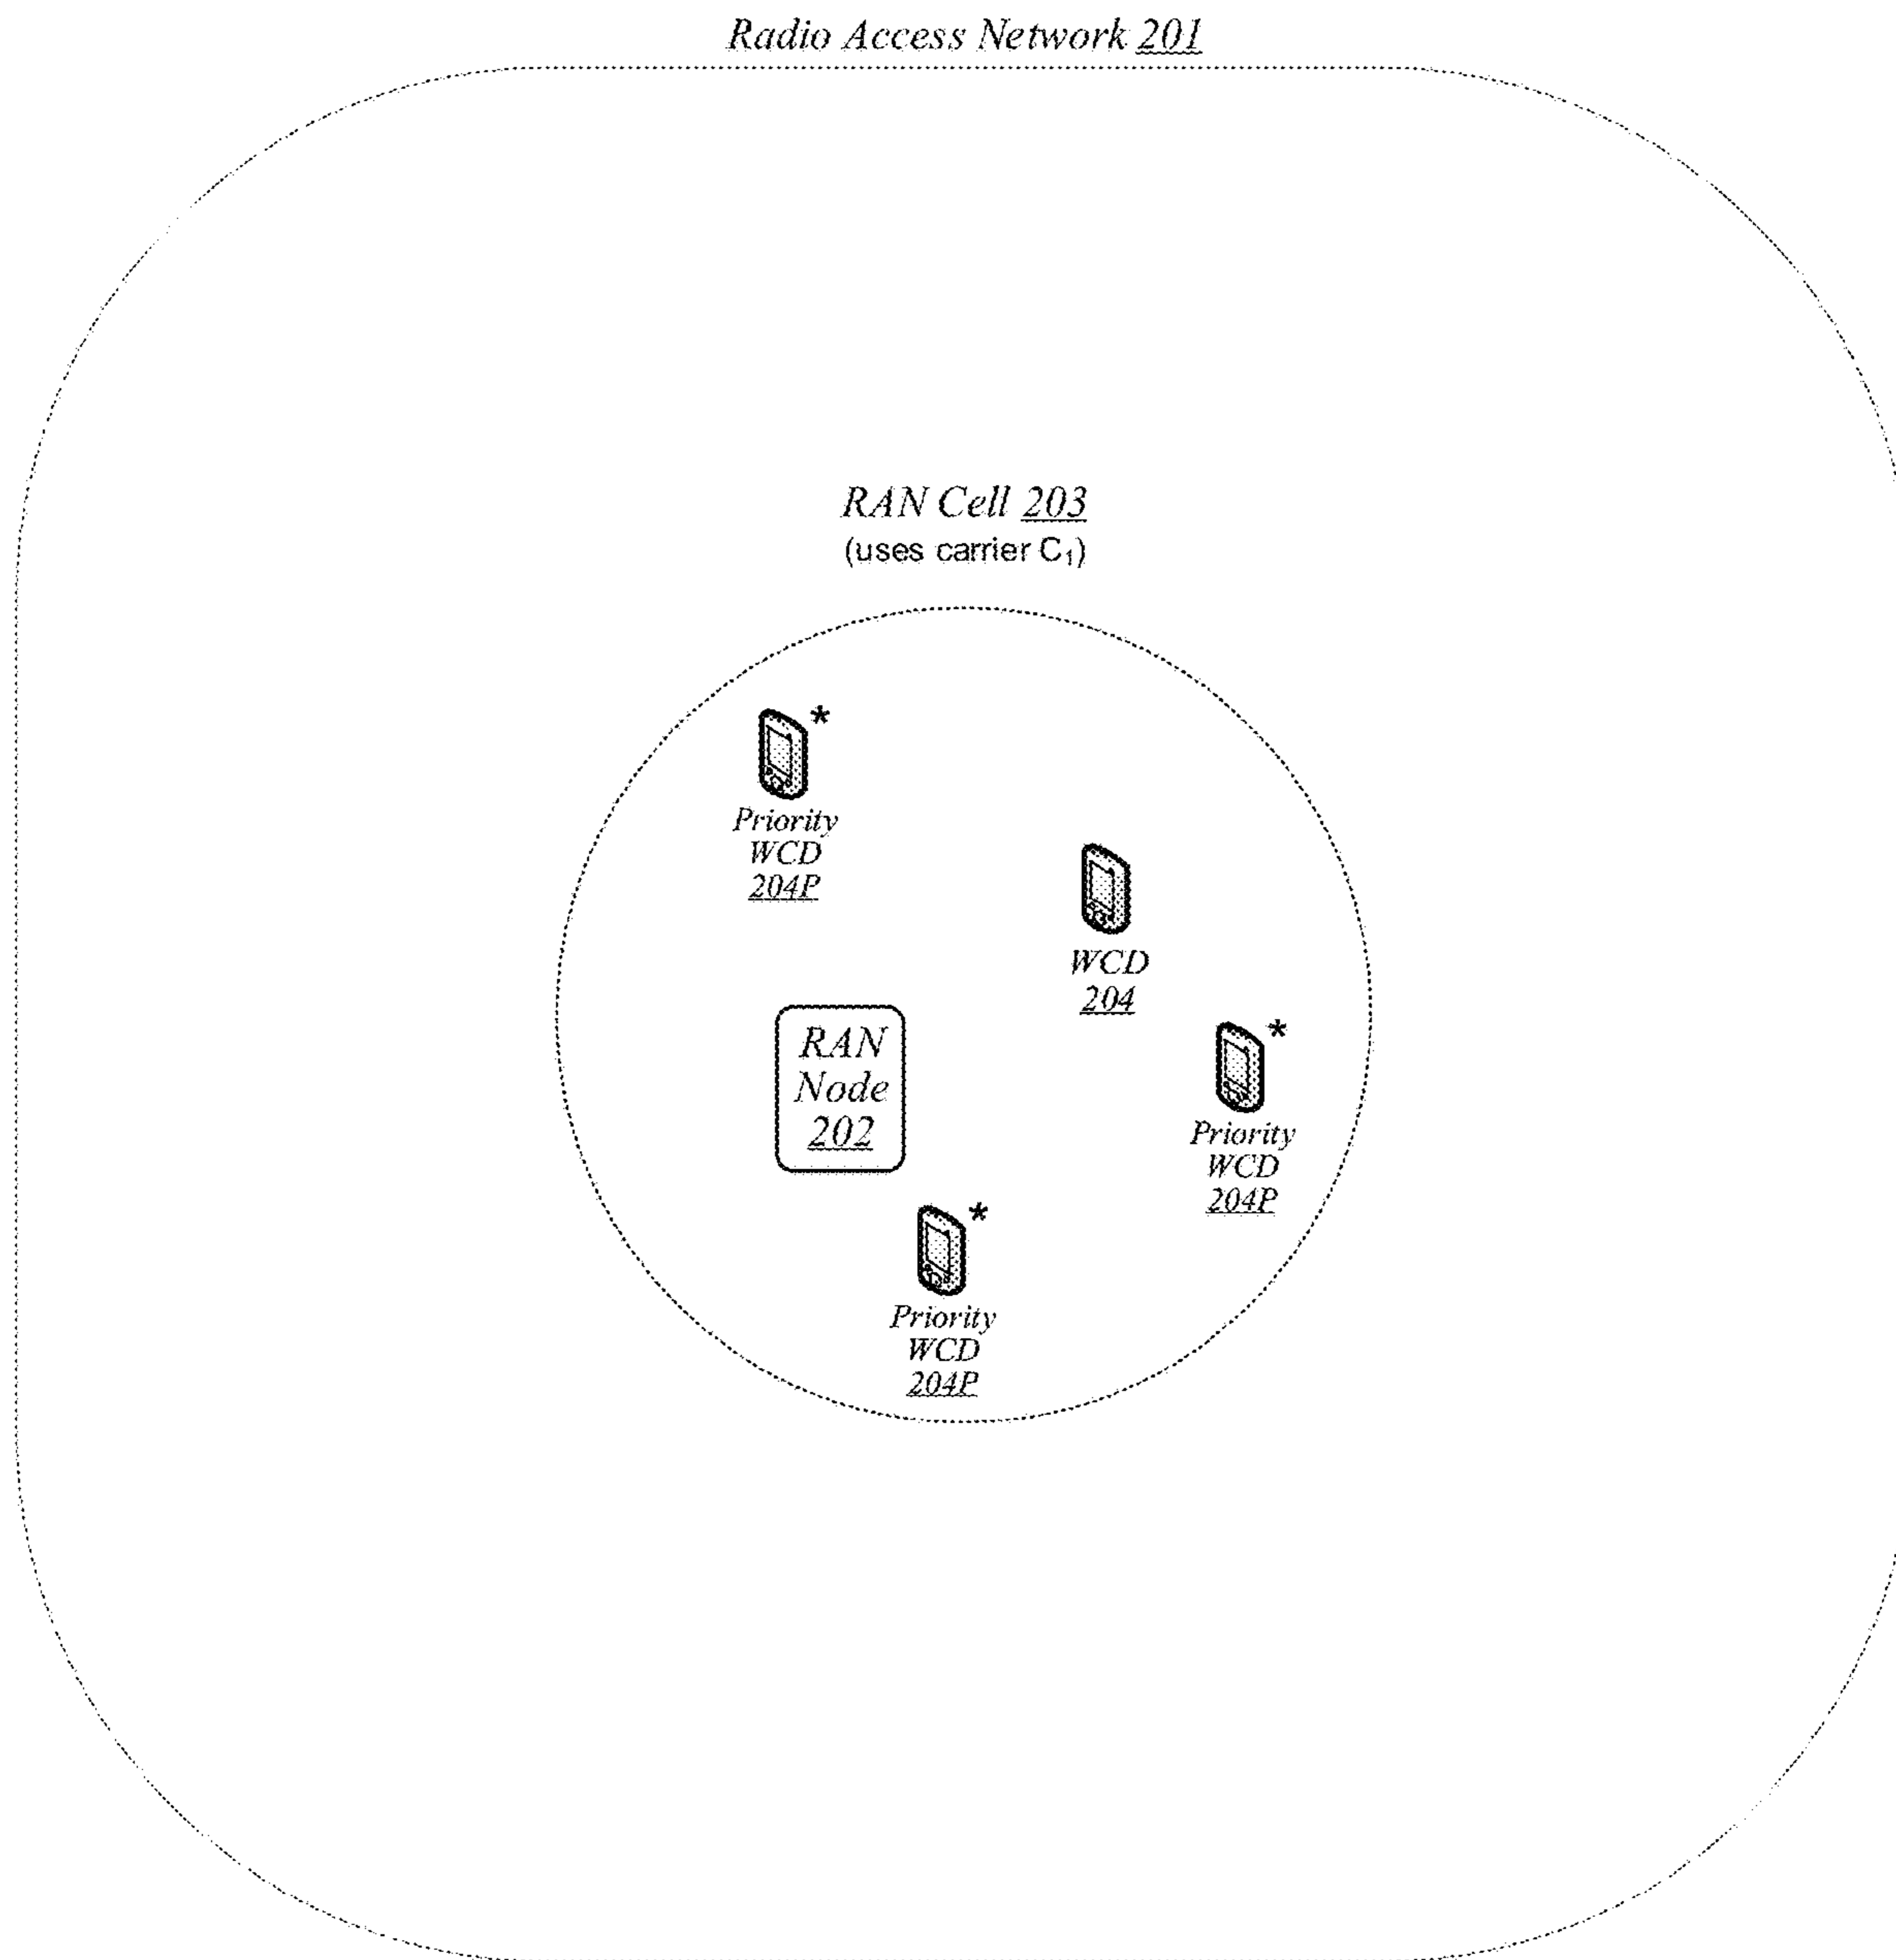 Radio Access Network 201
RAN Cell 203
(uses carrier C₁)
*
Priority
WCD
204P
WCD
204
RAN
Node
202
*
Priority
WCD
204P
*
Priority
WCD
204P